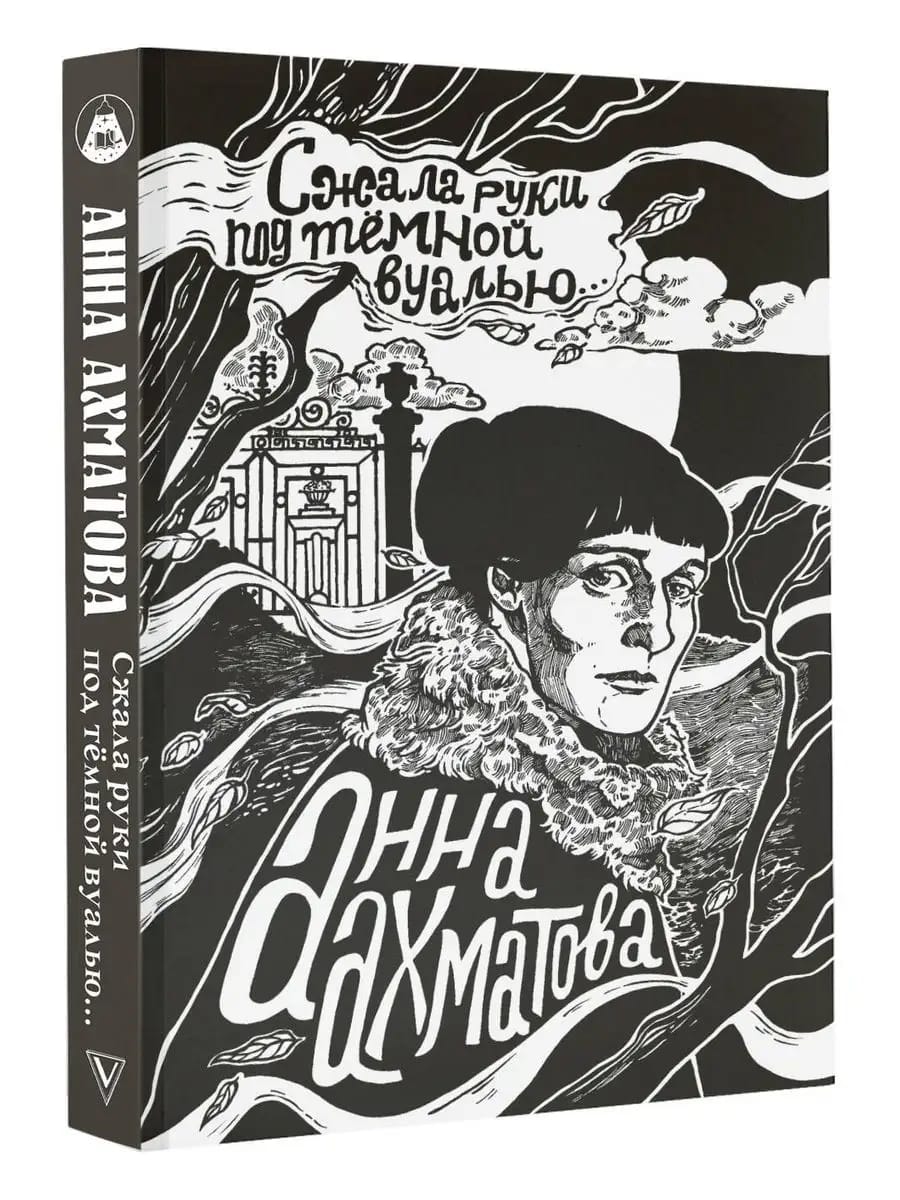 Сжала руки
под тёмной
вуалью...
Анна
Ахматова
АННА АХМАТОВА
Сжала руки
под тёмной вуалью...
V